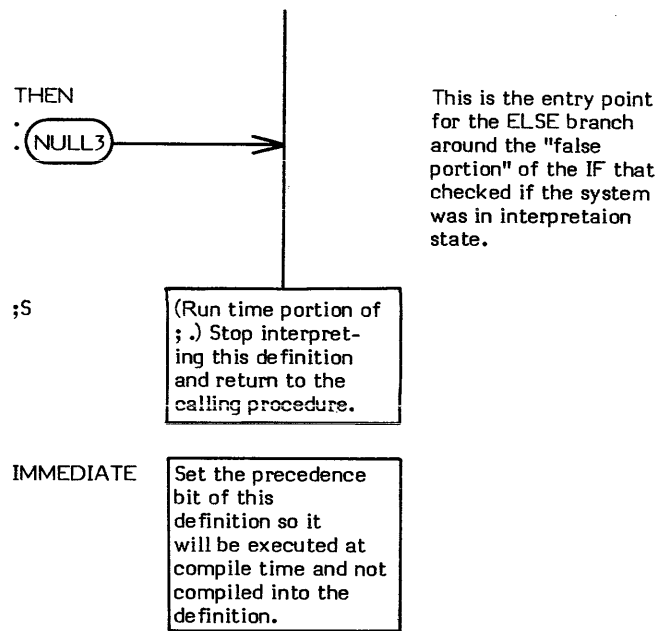 THEN
:
NULL3
This is the entry point
for the ELSE branch
around the "false
portion" of the IF that
checked if the system
was in interpretaion
state.
;S
(Run time portion of
; .) Stop interpret-
ing this definition
and return to the
calling procedure.
IMMEDIATE
Set the precedence
bit of this
definition so it
will be executed at
compile time and not
compiled into the
definition.